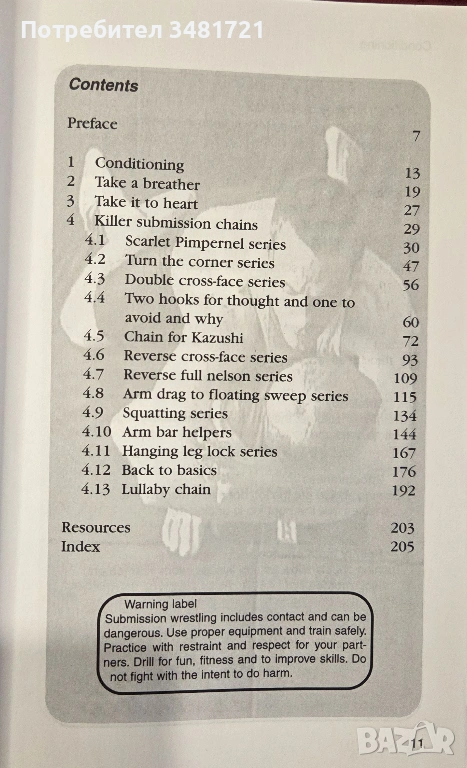 Потребител 3481721
Contents
Preface 7
1 Conditioning 13
2 Take a breather 19
3 Take it to heart 27
4 Killer submission chains 29
4.1 Scarlet Pimpernel series 30
4.2 Turn the corner series 47
4.3 Double cross-face series 56
4.4 Two hooks for thought and one to
avoid and why 60
4.5 Chain for Kazushi 72
4.6 Reverse cross-face series 93
4.7 Reverse full nelson series 109
4.8 Arm drag to floating sweep series 115
4.9 Squatting series 134
4.10 Arm bar helpers 144
4.11 Hanging leg lock series 167
4.12 Back to basics 176
4.13 Lullaby chain 192
Resources 203
Index 205
Warning label
Submission wrestling includes contact and can be
dangerous. Use proper equipment and train safely.
Practice with restraint and respect for your part-
ners. Drill for fun, fitness and to improve skills. Do
not fight with the intent to do harm.
11
BAZAR